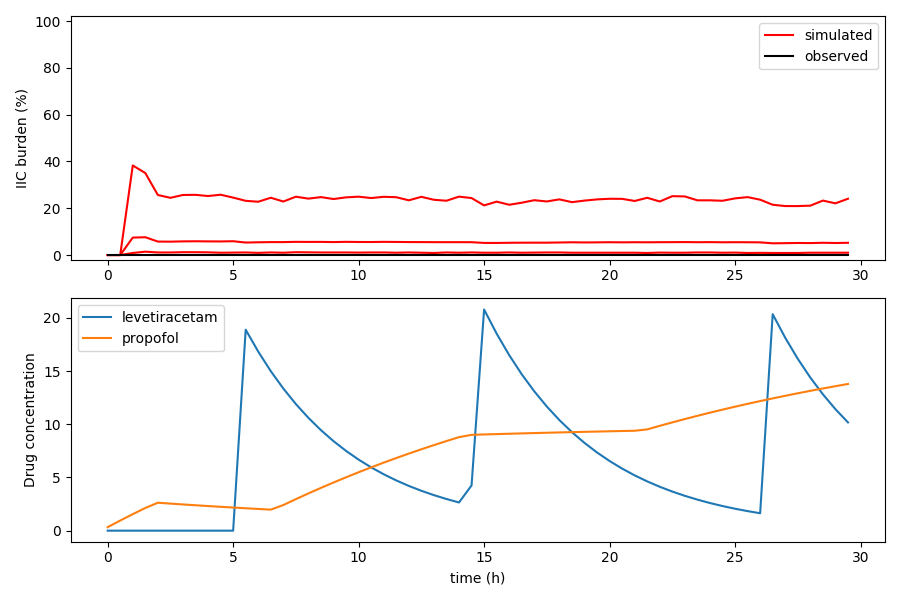 IIC burden (%)
100
80
60
40
20
0
simulated
observed
0 5 10 15 20 25 30
Drug concentration
20
15
10
5
0
levetiracetam
propofol
0 5 10 15 20 25 30
time (h)